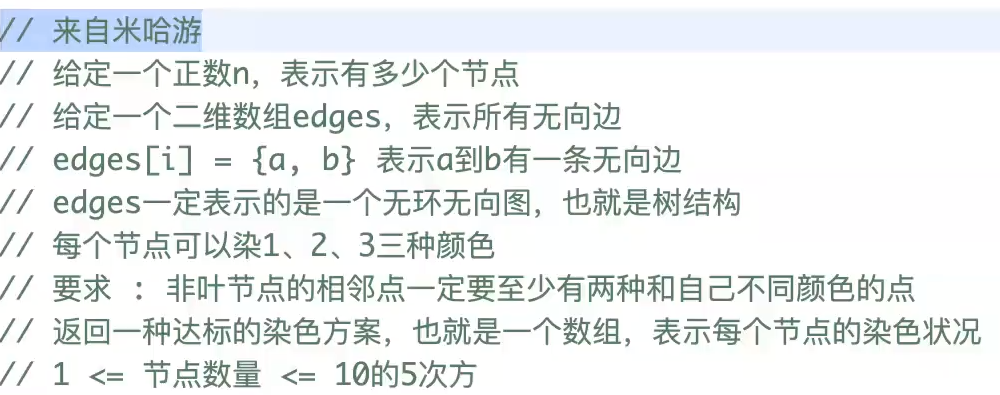 // 来自米哈游
// 给定一个正数n，表示有多少个节点
// 给定一个二维数组edges，表示所有无向边
// edges[i] = {a, b} 表示a到b有一条无向边
// edges一定表示的是一个无环无向图，也就是树结构
// 每个节点可以染1、2、3三种颜色
// 要求 : 非叶节点的相邻点一定要至少有两种和自己不同颜色的点
// 返回一种达标的染色方案，也就是一个数组，表示每个节点的染色状况
// 1 <= 节点数量 <= 10的5次方